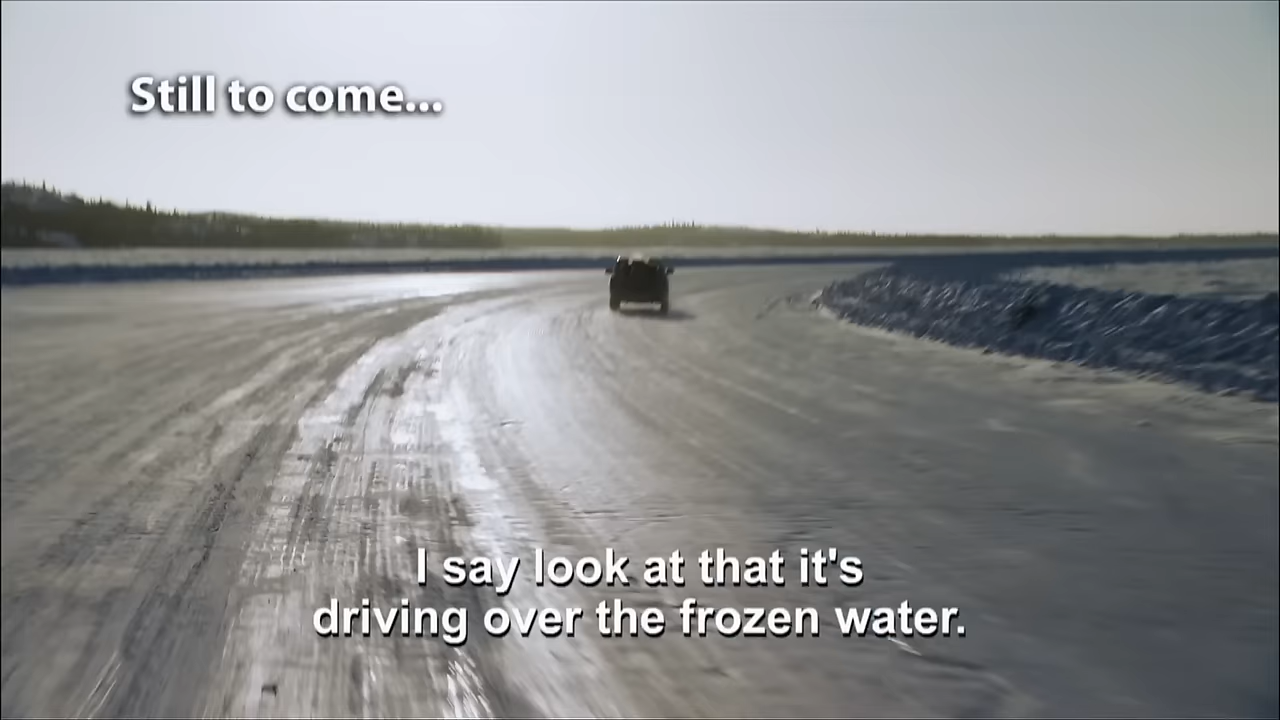 Still to come...
I say look at that it's
driving over the frozen water.